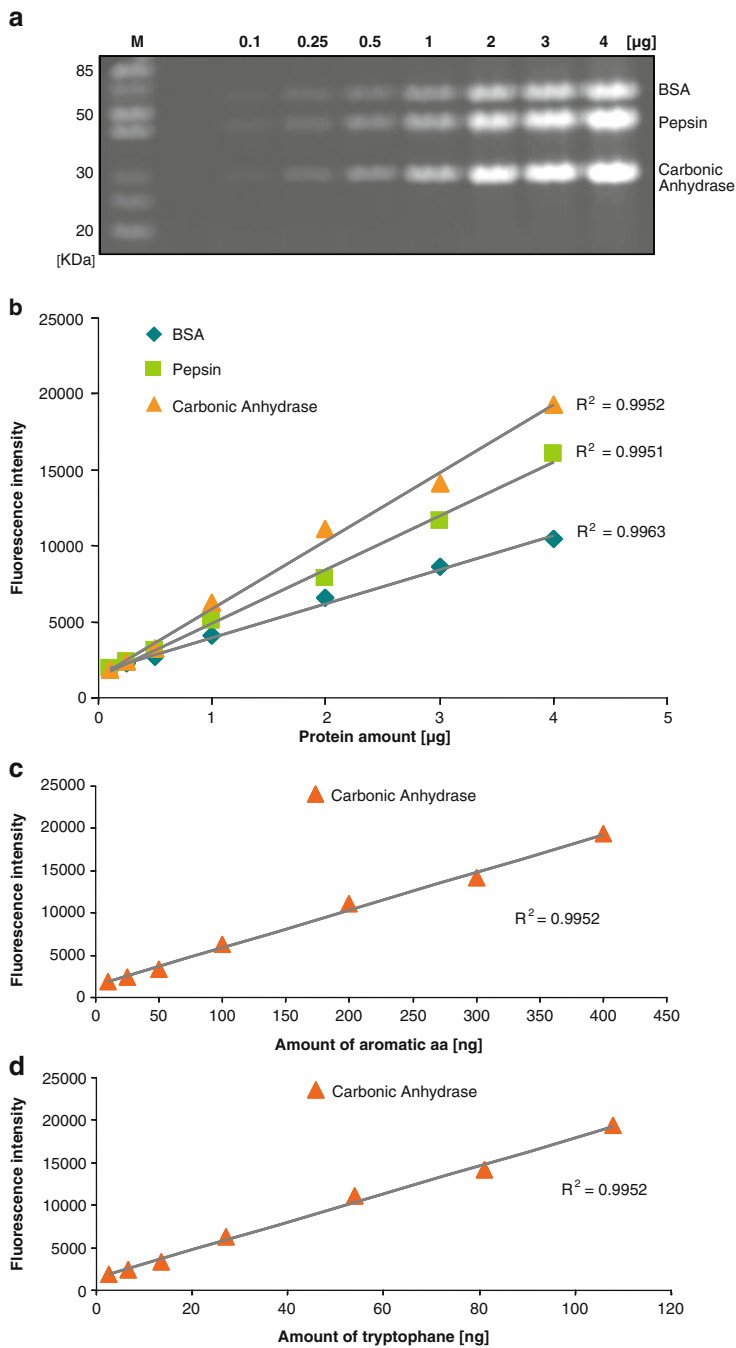 a
M 0.1 0.25 0.5 1 2 3 4 [µg]
85
50
30
20
[KDa]
BSA
Pepsin
Carbonic
Anhydrase
b
25000
20000
15000
10000
5000
0
Fluorescence intensity
BSA
Pepsin
Carbonic Anhydrase
R² = 0.9952
R² = 0.9951
R² = 0.9963
0 1 2 3 4 5
Protein amount [µg]
c
25000
20000
15000
10000
5000
0
Fluorescence intensity
Carbonic Anhydrase
R² = 0.9952
0 50 100 150 200 250 300 350 400 450
Amount of aromatic aa [ng]
d
25000
20000
15000
10000
5000
0
Fluorescence intensity
Carbonic Anhydrase
R² = 0.9952
0 20 40 60 80 100 120
Amount of tryptophane [ng]